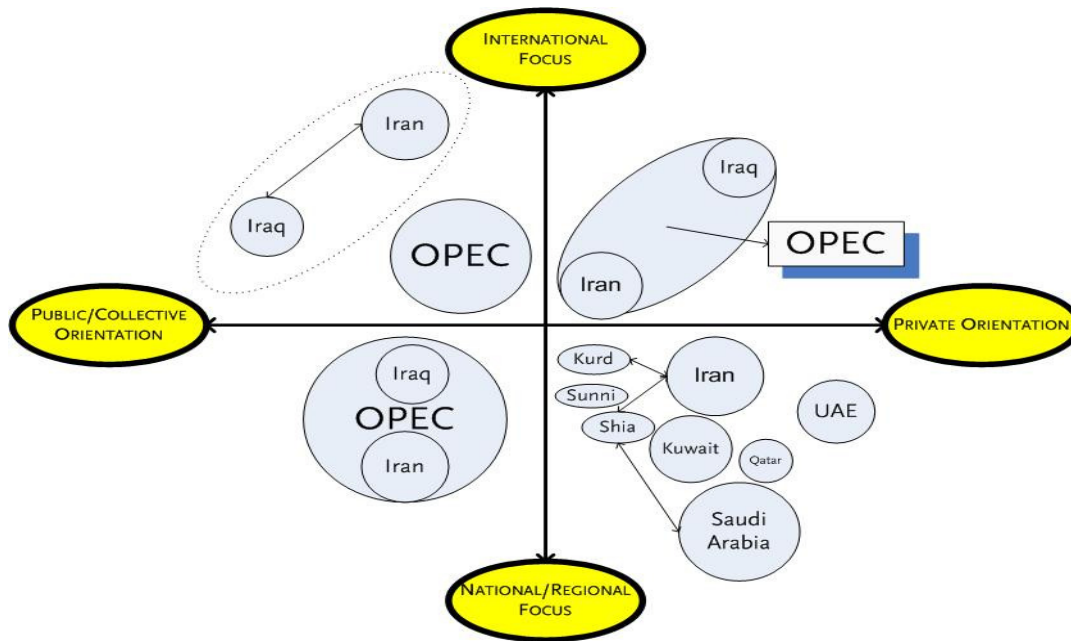 INTERNATIONAL
FOCUS
Iran
Iraq
OPEC
Iraq
OPEC
Iran
PUBLIC/COLLECTIVE
ORIENTATION
PRIVATE ORIENTATION
Iraq
OPEC
Iran
Kurd
Sunni
Shia
Iran
UAE
Kuwait
Qatar
Saudi
Arabia
NATIONAL/REGIONAL
FOCUS